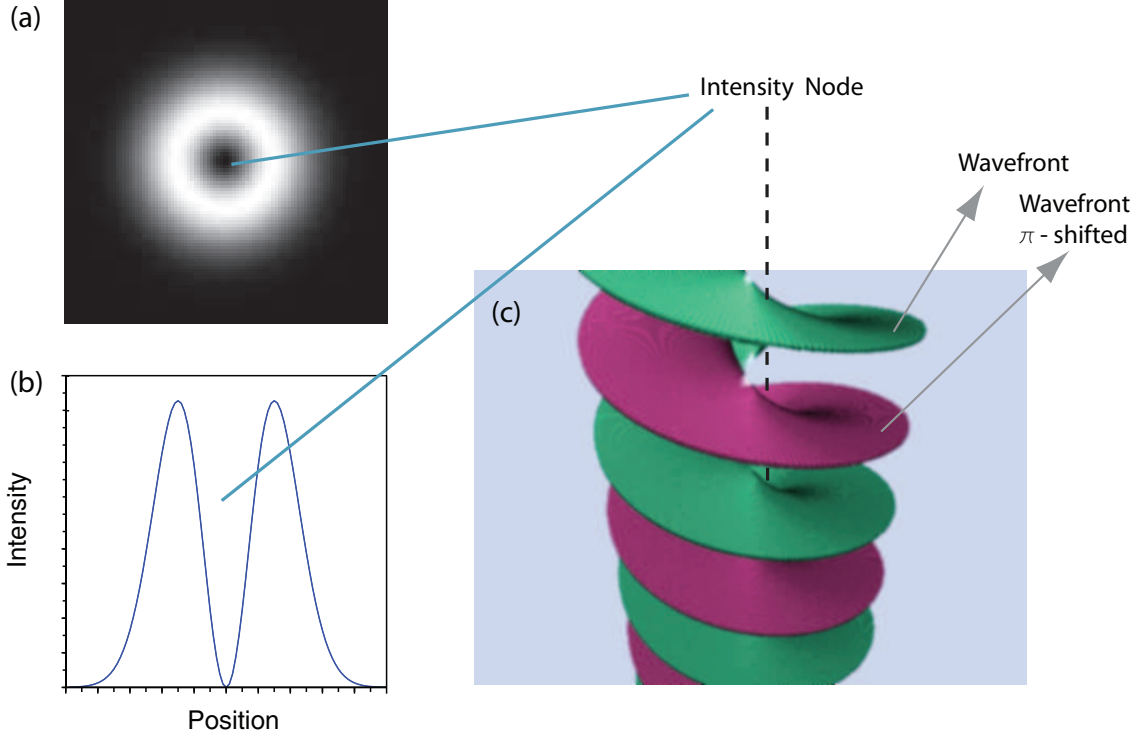 (a)
Intensity Node
Wavefront
Wavefront
π - shifted
(c)
(b)
Intensity
Position